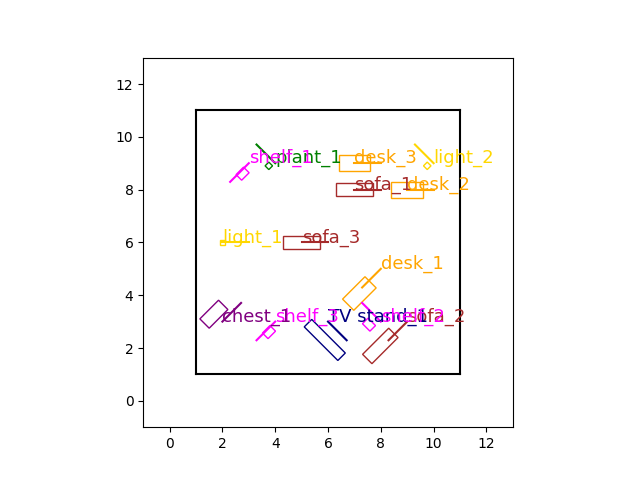 12
10
8
6
4
2
0
shelf_1
plant_1
desk_3
light_2
sofa_1
desk_2
light_1
sofa_3
desk_1
chest_1
shelf_3
TV stand_1
shelf_2
sofa_2
0 2 4 6 8 10 12